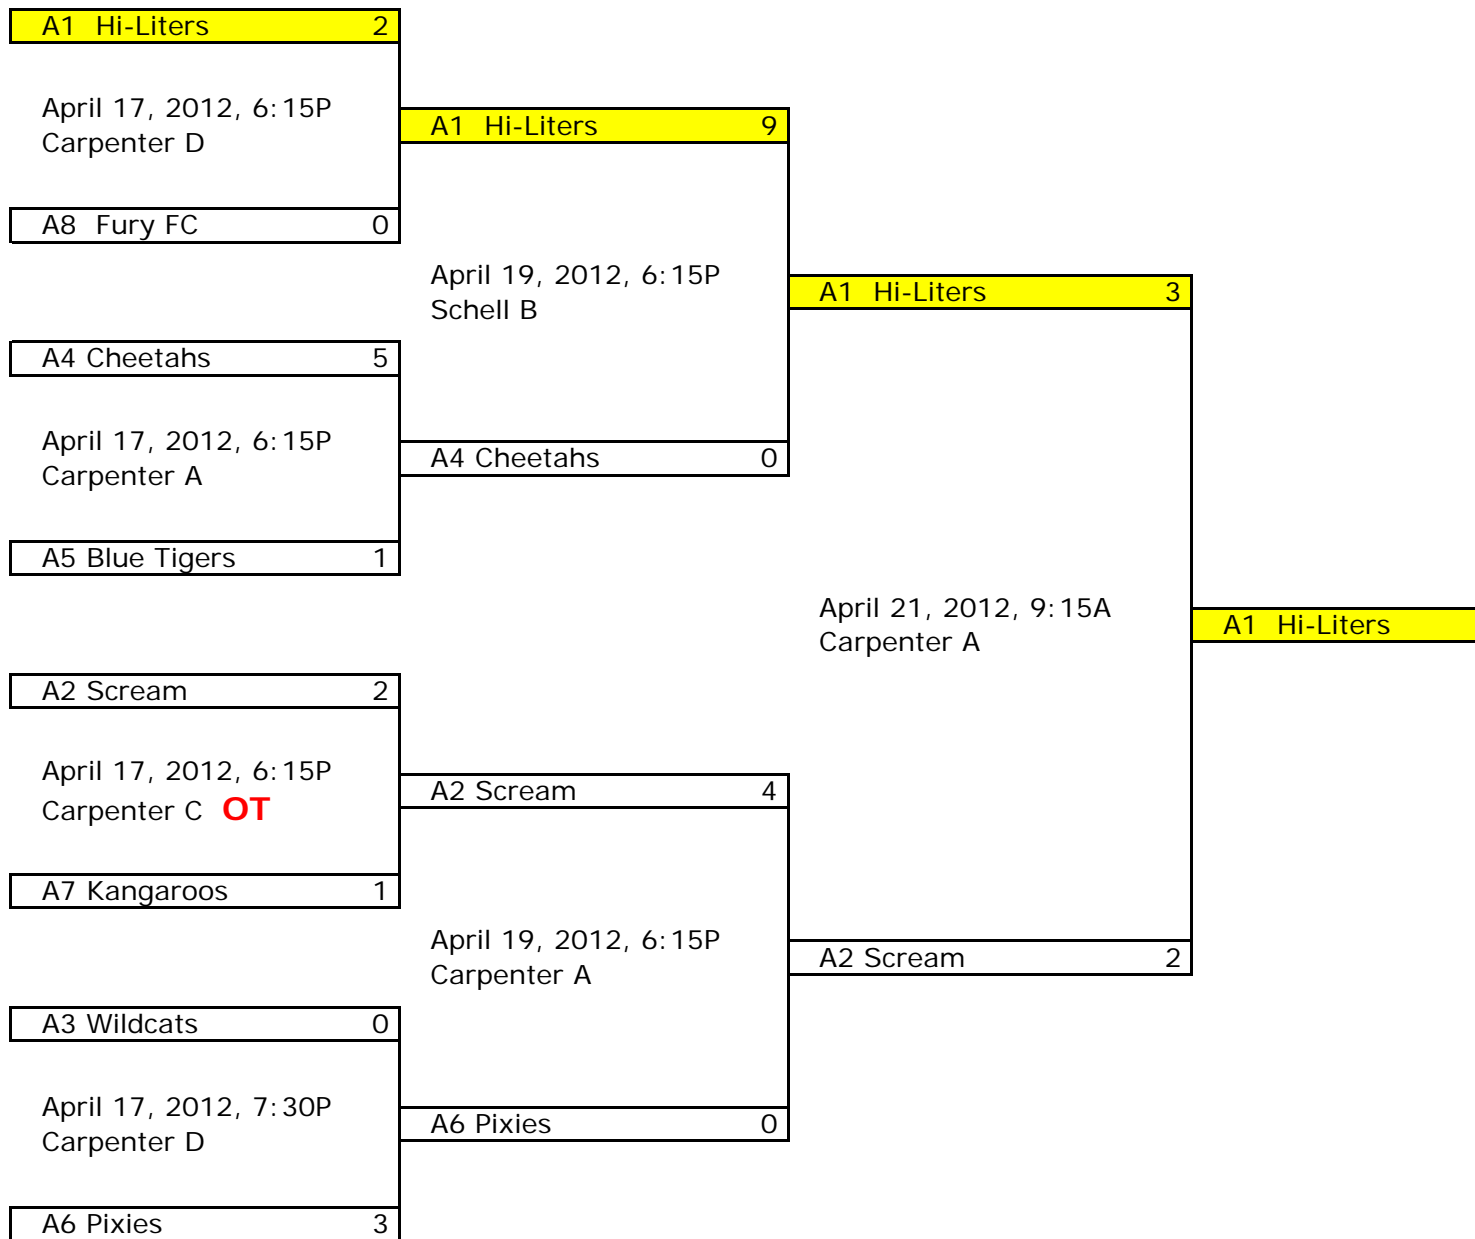 A1 Hi-Liters 2
April 17, 2012, 6:15P
Carpenter D
A8 Fury FC 0
A4 Cheetahs 5
April 17, 2012, 6:15P
Carpenter A
A5 Blue Tigers 1
A2 Scream 2
April 17, 2012, 6:15P
Carpenter C OT
A7 Kangaroos 1
A3 Wildcats 0
April 17, 2012, 7:30P
Carpenter D
A6 Pixies 3
A1 Hi-Liters 9
April 19, 2012, 6:15P
Schell B
A4 Cheetahs 0
A2 Scream 4
April 19, 2012, 6:15P
Carpenter A
A6 Pixies 0
A1 Hi-Liters 3
April 21, 2012, 9:15A
Carpenter A
A2 Scream 2
A1 Hi-Liters